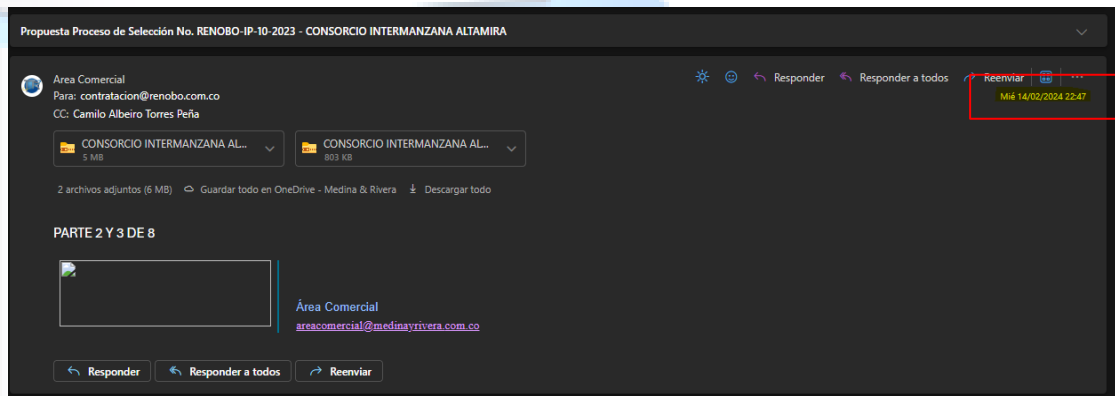 Propuesta Proceso de Selección No. RENOBO-IP-10-2023 - CONSORCIO INTERMANZANA ALTAMIRA
Area Comercial
Responder
Responder a todos
Reenviar
Para: contratacion@renobo.com.co
Mié 14/02/2024 22:47
CC: Camilo Albeiro Torres Peña
CONSORCIO INTERMANZANA AL...
5 MB
CONSORCIO INTERMANZANA AL...
803 KB
2 archivos adjuntos (6 MB) Guardar todo en OneDrive - Medina & Rivera Descargar todo
PARTE 2 Y 3 DE 8
Área Comercial
areacomercial@medinayrivera.com.co
Responder
Responder a todos
Reenviar